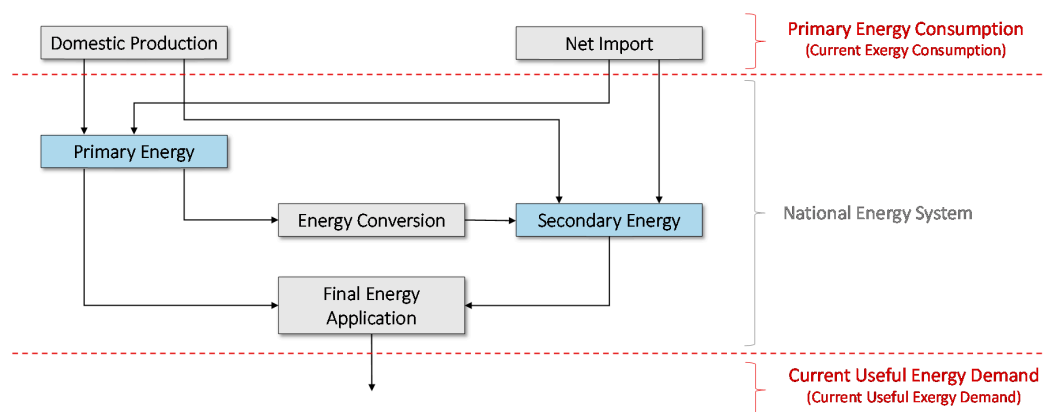 Domestic Production
Net Import
Primary Energy Consumption
(Current Exergy Consumption)
Primary Energy
Energy Conversion
Secondary Energy
National Energy System
Final Energy
Application
Current Useful Energy Demand
(Current Useful Exergy Demand)